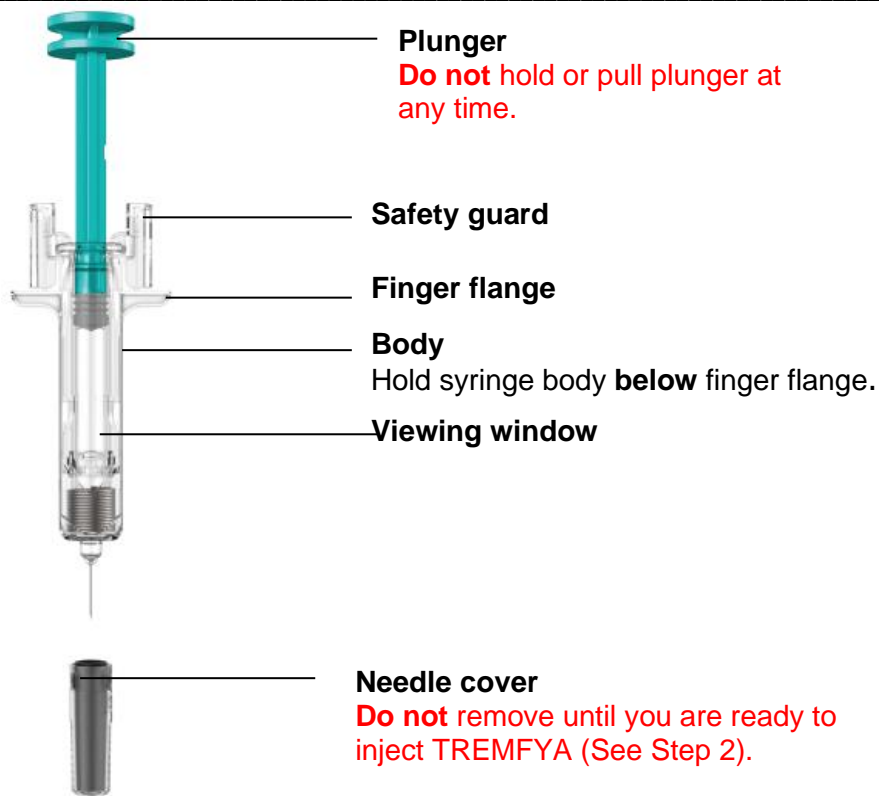 Plunger
Do not hold or pull plunger at
any time.
Safety guard
Finger flange
Body
Hold syringe body below finger flange.
Viewing window
Needle cover
Do not remove until you are ready to
inject TREMFYA (See Step 2).